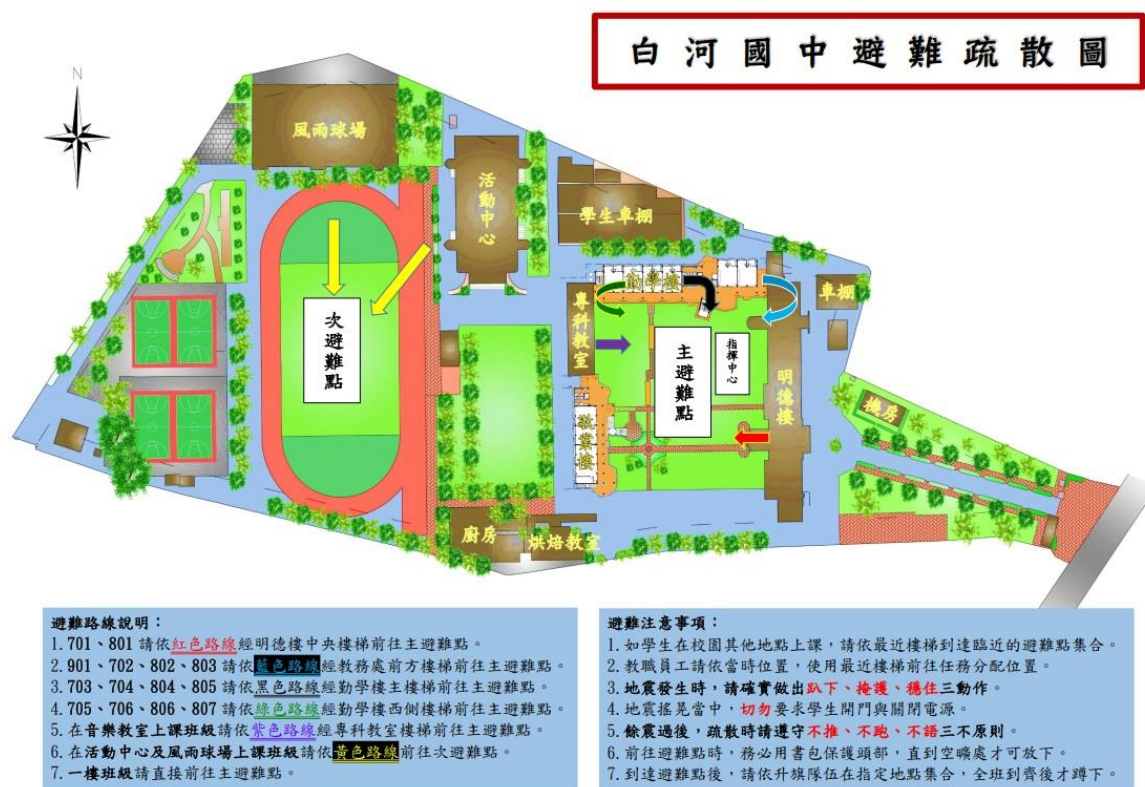 白河國中避難疏散圖
N
風雨球場
活動中心
學生車棚
勤學樓
車棚
專科教室
次避難點
主避難點
指揮中心
明德樓
機房
敬業樓
廚房
烘焙教室
避難路線說明：
1.701、801 請依紅色路線經明德樓中央樓梯前往主避難點。
2.901、702、802、803 請依藍色路線經教務處前方樓梯前往主避難點。
3.703、704、804、805 請依黑色路線經勤學樓主樓梯前往主避難點。
4.705、706、806、807 請依綠色路線經勤學樓西側樓梯前往主避難點。
5.在音樂教室上課班級請依紫色路線經專科教室樓梯前往主避難點。
6.在活動中心及風雨球場上課班級請依黃色路線前往次避難點。
7.一樓班級請直接前往主避難點。
避難注意事項：
1.如學生在校園其他地點上課，請依最近樓梯到達臨近的避難點集合。
2.教職員工請依當時位置，使用最近樓梯前往任務分配位置。
3.地震發生時，請確實做出趴下、掩護、穩住三動作。
4.地震搖晃當中，切勿要求學生開門與關閉電源。
5.餘震過後，疏散時請遵守不推、不跑、不語三不原則。
6.前往避難點時，務必用書包保護頭部，直到空曠處才可放下。
7.到達避難點後，請依升旗隊伍在指定地點集合，全班到齊後才蹲下。